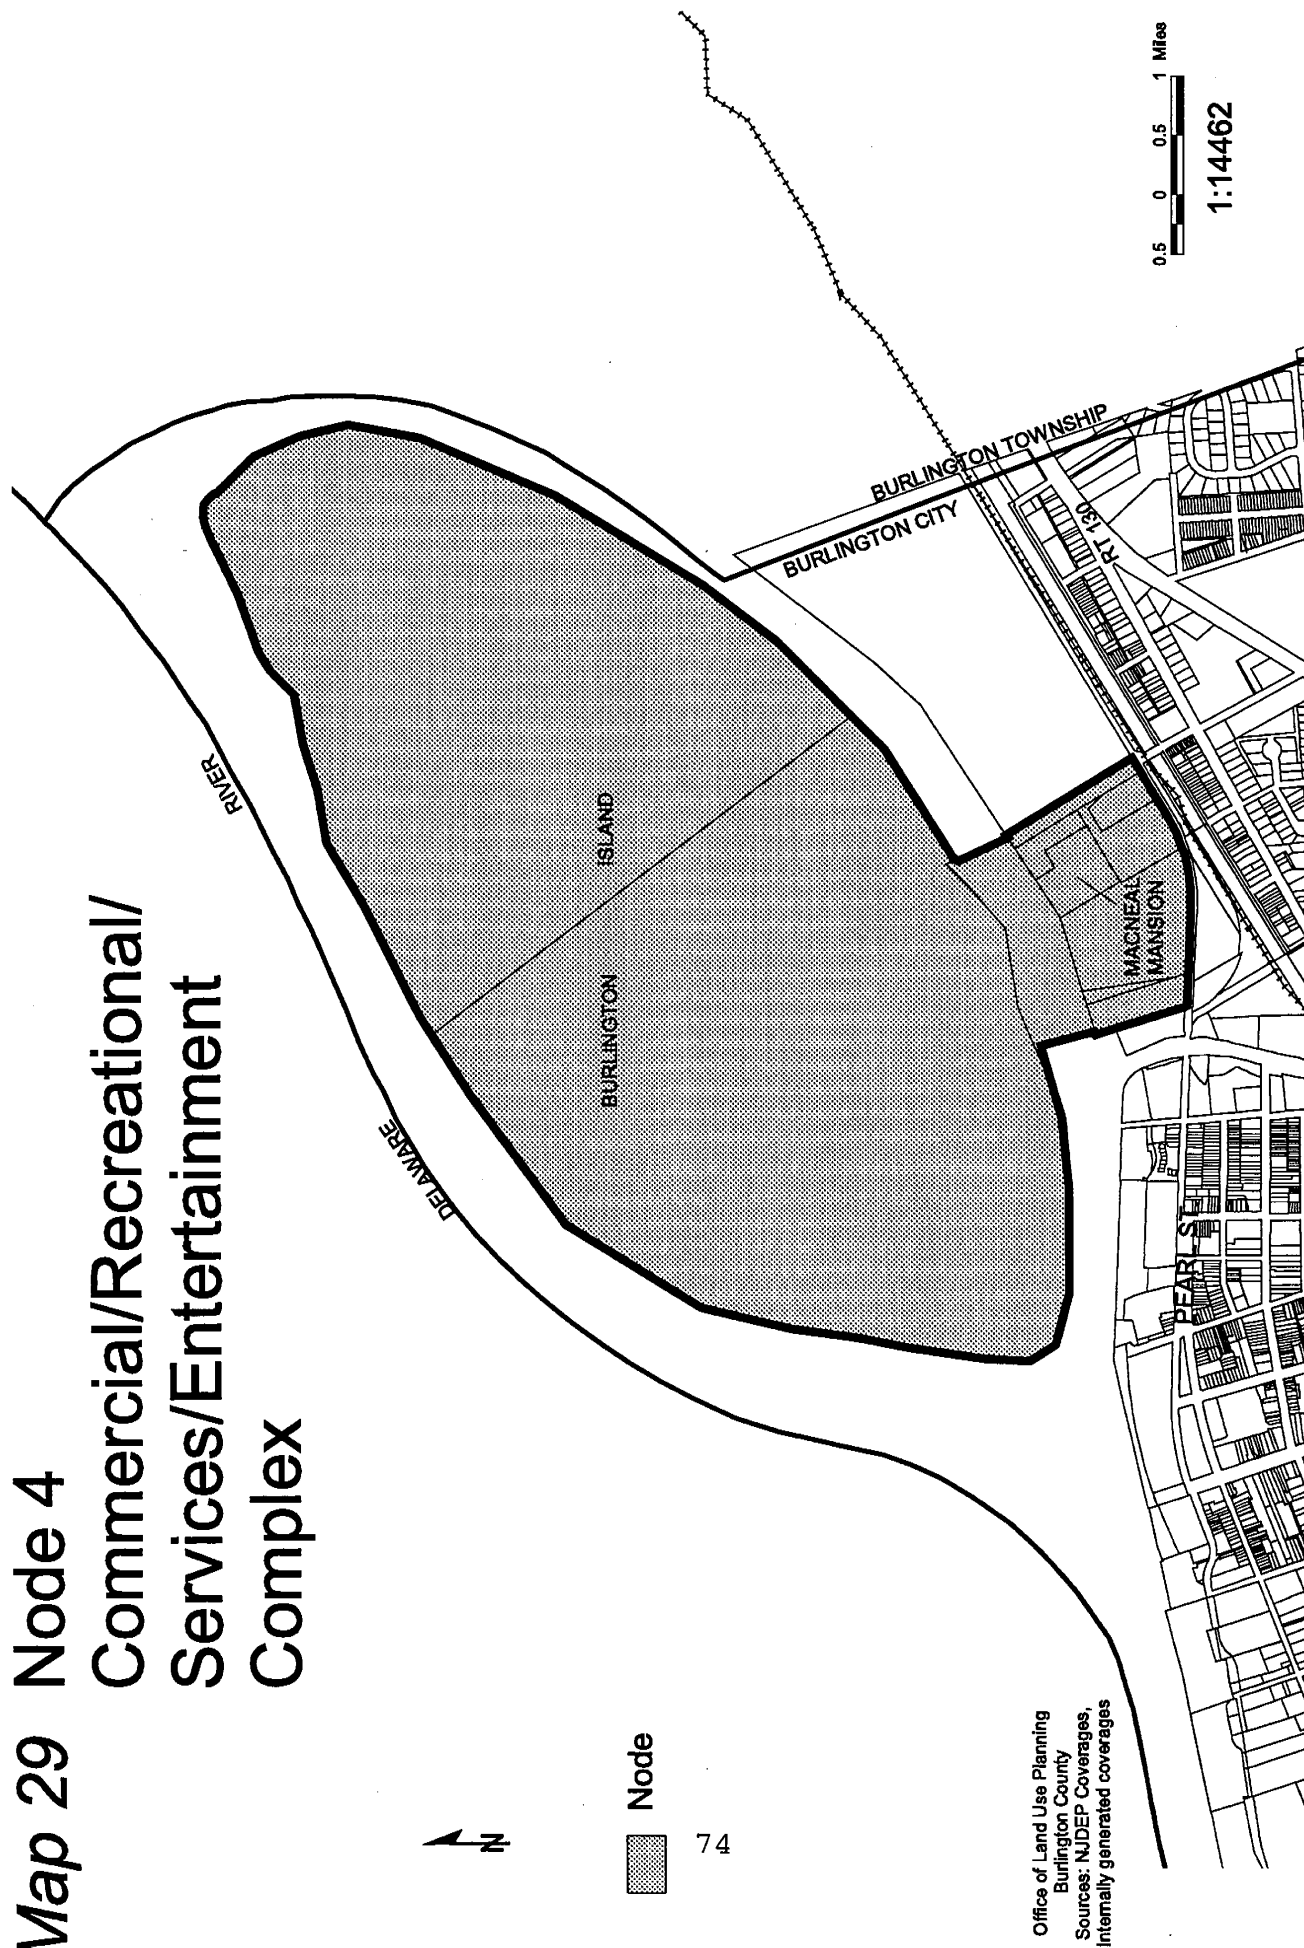 Map 29 Node 4
Commercial/Recreational/
Services/Entertainment
Complex
RIVER
DELAWARE
BURLINGTON ISLAND
BURLINGTON TOWNSHIP
BURLINGTON CITY
RT 130
MACNEAL
MANSION
PEARL ST
N
Node
74
0.5 0 0.5 1 Miles
1:14462
Office of Land Use Planning
Burlington County
Sources: NJDEP Coverages,
Internally generated coverages